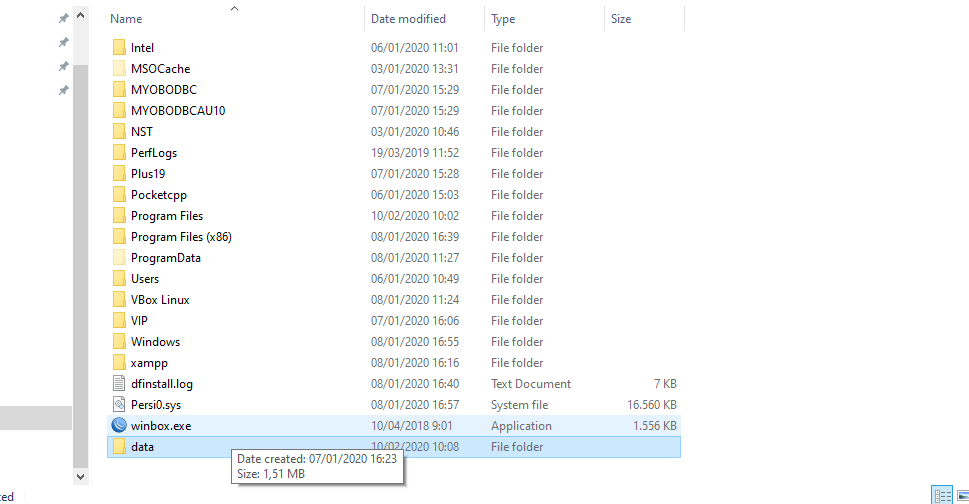 Name Date modified Type Size
Intel 06/01/2020 11:01 File folder
MSOCache 03/01/2020 13:31 File folder
MYOBODBC 07/01/2020 15:29 File folder
MYOBODBCAU10 07/01/2020 15:29 File folder
NST 03/01/2020 10:46 File folder
PerfLogs 19/03/2019 11:52 File folder
Plus19 07/01/2020 15:28 File folder
Pocketcpp 06/01/2020 15:03 File folder
Program Files 10/02/2020 10:02 File folder
Program Files (x86) 08/01/2020 16:39 File folder
ProgramData 08/01/2020 11:27 File folder
Users 06/01/2020 10:49 File folder
VBox Linux 08/01/2020 11:24 File folder
VIP 07/01/2020 16:06 File folder
Windows 08/01/2020 16:55 File folder
xampp 08/01/2020 16:16 File folder
dfinstall.log 08/01/2020 16:40 Text Document 7 KB
Persi0.sys 08/01/2020 16:57 System file 16.560 KB
winbox.exe 10/04/2018 9:01 Application 1.556 KB
data 10/02/2020 10:08 File folder
Date created: 07/01/2020 16:23
Size: 1,51 MB
ted